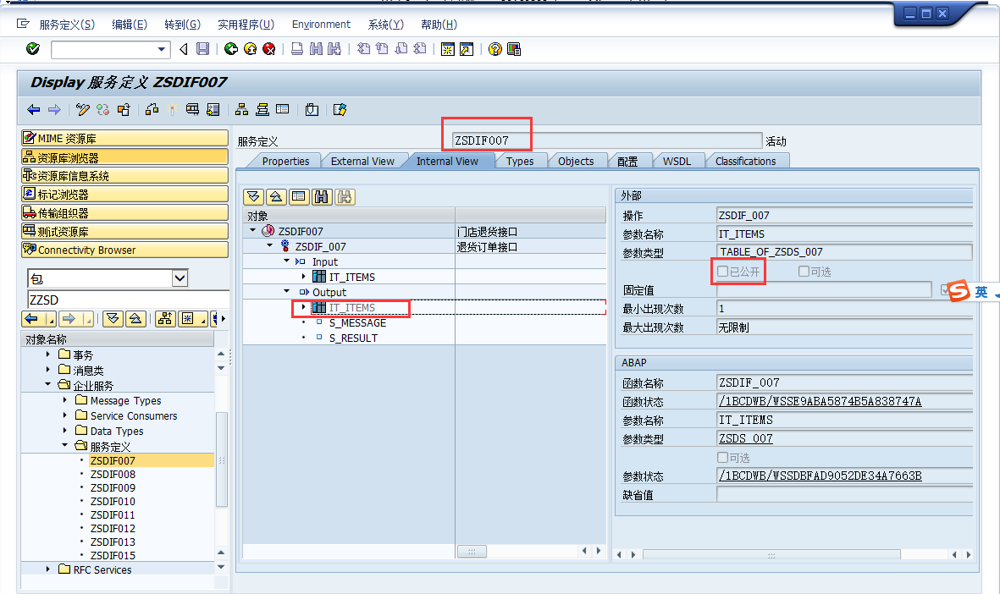 服务定义(S) 编辑(E) 转到(G) 实用程序(U) Environment 系统(Y) 帮助(H)
Display 服务定义 ZSDIF007
MIME 资源库
资源库浏览器
资源库信息系统
标记浏览器
传输组织器
测试资源库
Connectivity Browser
包
ZZSD
对象名称
事务
消息类
企业服务
Message Types
Service Consumers
Data Types
服务定义
ZSDIF007
ZSDIF008
ZSDIF009
ZSDIF010
ZSDIF011
ZSDIF012
ZSDIF013
ZSDIF015
RFC Services
服务定义 ZSDIF007 活动
Properties External View Internal View Types Objects 配置 WSDL Classifications
对象
ZSDIF007 门店退货接口
ZSDIF_007 退货订单接口
Input
IT_ITEMS
Output
IT_ITEMS
S_MESSAGE
S_RESULT
外部
操作 ZSDIF_007
参数名称 IT_ITEMS
参数类型 TABLE_OF_ZSDS_007
已公开 可选
固定值
最小出现次数 1
最大出现次数 无限制
ABAP
函数名称 ZSDIF_007
函数状态 /1BCDWB/WSSE9ABA5874B5A838747A
参数名称 IT_ITEMS
参数类型 ZSDS_007
可选
参数状态 /1BCDWB/WSSDBFAD9052DE34A7663B
缺省值
S 英